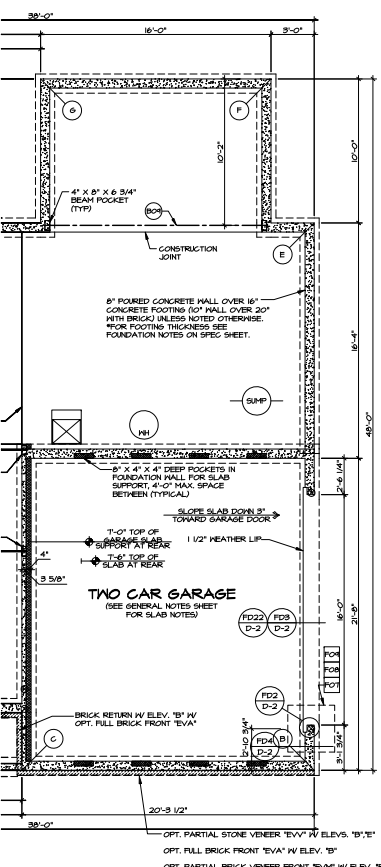 38'-0"
16'-0"
3'-0"
G
F
10'-2"
10'-0"
4" X 8" X 6 3/4"
BEAM POCKET
(TYP)
B09
CONSTRUCTION
JOINT
E
8" POURED CONCRETE WALL OVER 16"
CONCRETE FOOTING (10" WALL OVER 20"
WITH BRICK) UNLESS NOTED OTHERWISE.
*FOR FOOTING THICKNESS SEE
FOUNDATION NOTES ON SPEC SHEET.
16'-4"
48'-0"
SUMP
WH
8" X 4" X 4" DEEP POCKETS IN
FOUNDATION WALL FOR SLAB
SUPPORT, 4'-0" MAX. SPACE
BETWEEN (TYPICAL)
2'-6 1/4"
SLOPE SLAB DOWN 3"
TOWARD GARAGE DOOR
7'-0" TOP OF
GARAGE SLAB
SUPPORT AT REAR
1 1/2" WEATHER LIP
7'-6" TOP OF
SLAB AT REAR
4"
3 5/8"
TWO CAR GARAGE
(SEE GENERAL NOTES SHEET
FOR SLAB NOTES)
16'-0"
21'-8"
FD22
D-2
FD3
D-2
F09
F08
F07
FD2
D-2
BRICK RETURN W/ ELEV. "B" W/
OPT. FULL BRICK FRONT "EVA"
C
2'-10 3/4"
FD4
D-2
B1
3'-1 3/4"
20'-3 1/2"
38'-0"
OPT. PARTIAL STONE VENEER "EVV" W/ ELEVS. "B","E"
OPT. FULL BRICK FRONT "EVA" W/ ELEV. "B"